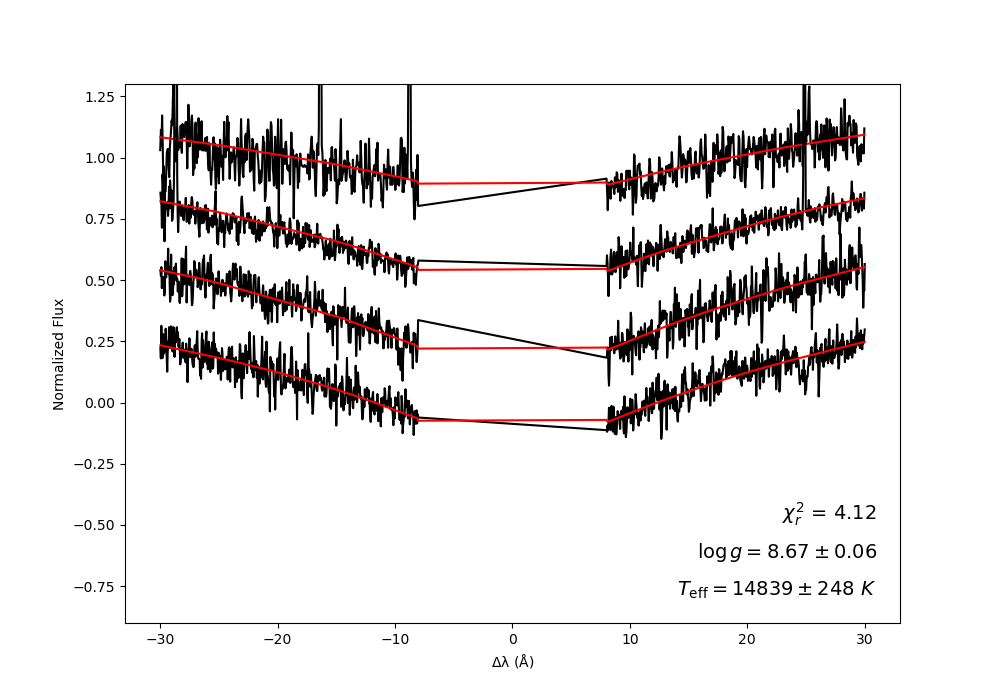 1.25
1.00
0.75
0.50
0.25
0.00
−0.25
−0.50
−0.75
Normalized Flux
χ²ᵣ = 4.12
log g = 8.67 ± 0.06
T_eff = 14839 ± 248 K
−30 −20 −10 0 10 20 30
Δλ (Å)